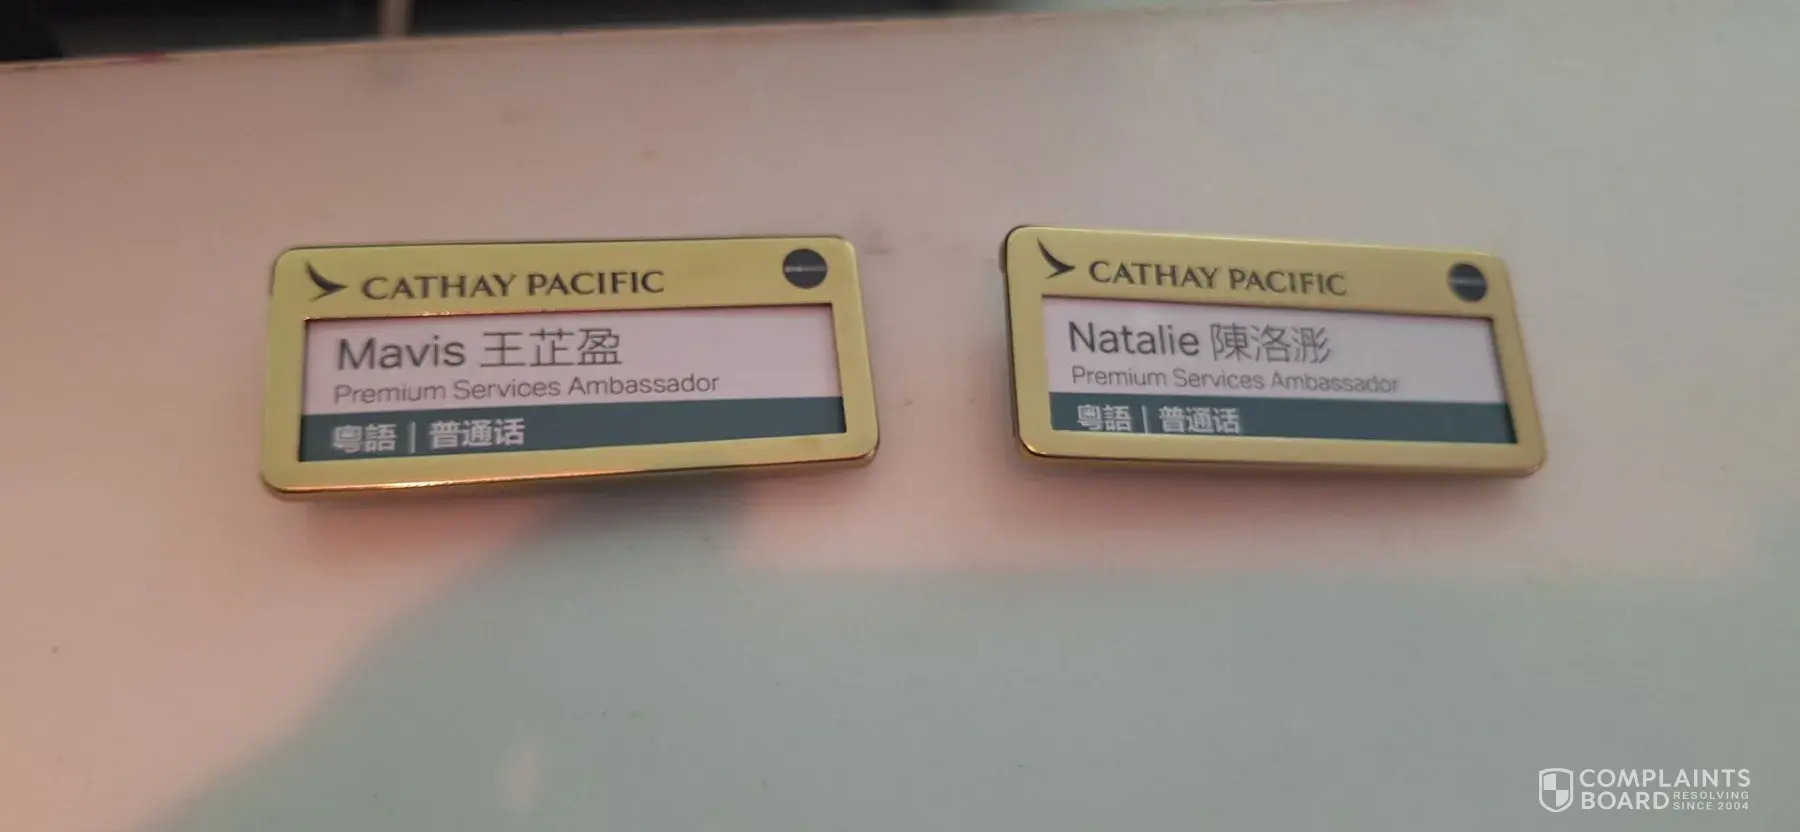 CATHAY PACIFIC
Mavis 王芷盈
Premium Services Ambassador
粵語 | 普通话
CATHAY PACIFIC
Natalie 陳洛浵
Premium Services Ambassador
粵語 | 普通话
COMPLAINTS
BOARD RESOLVING
SINCE 2004